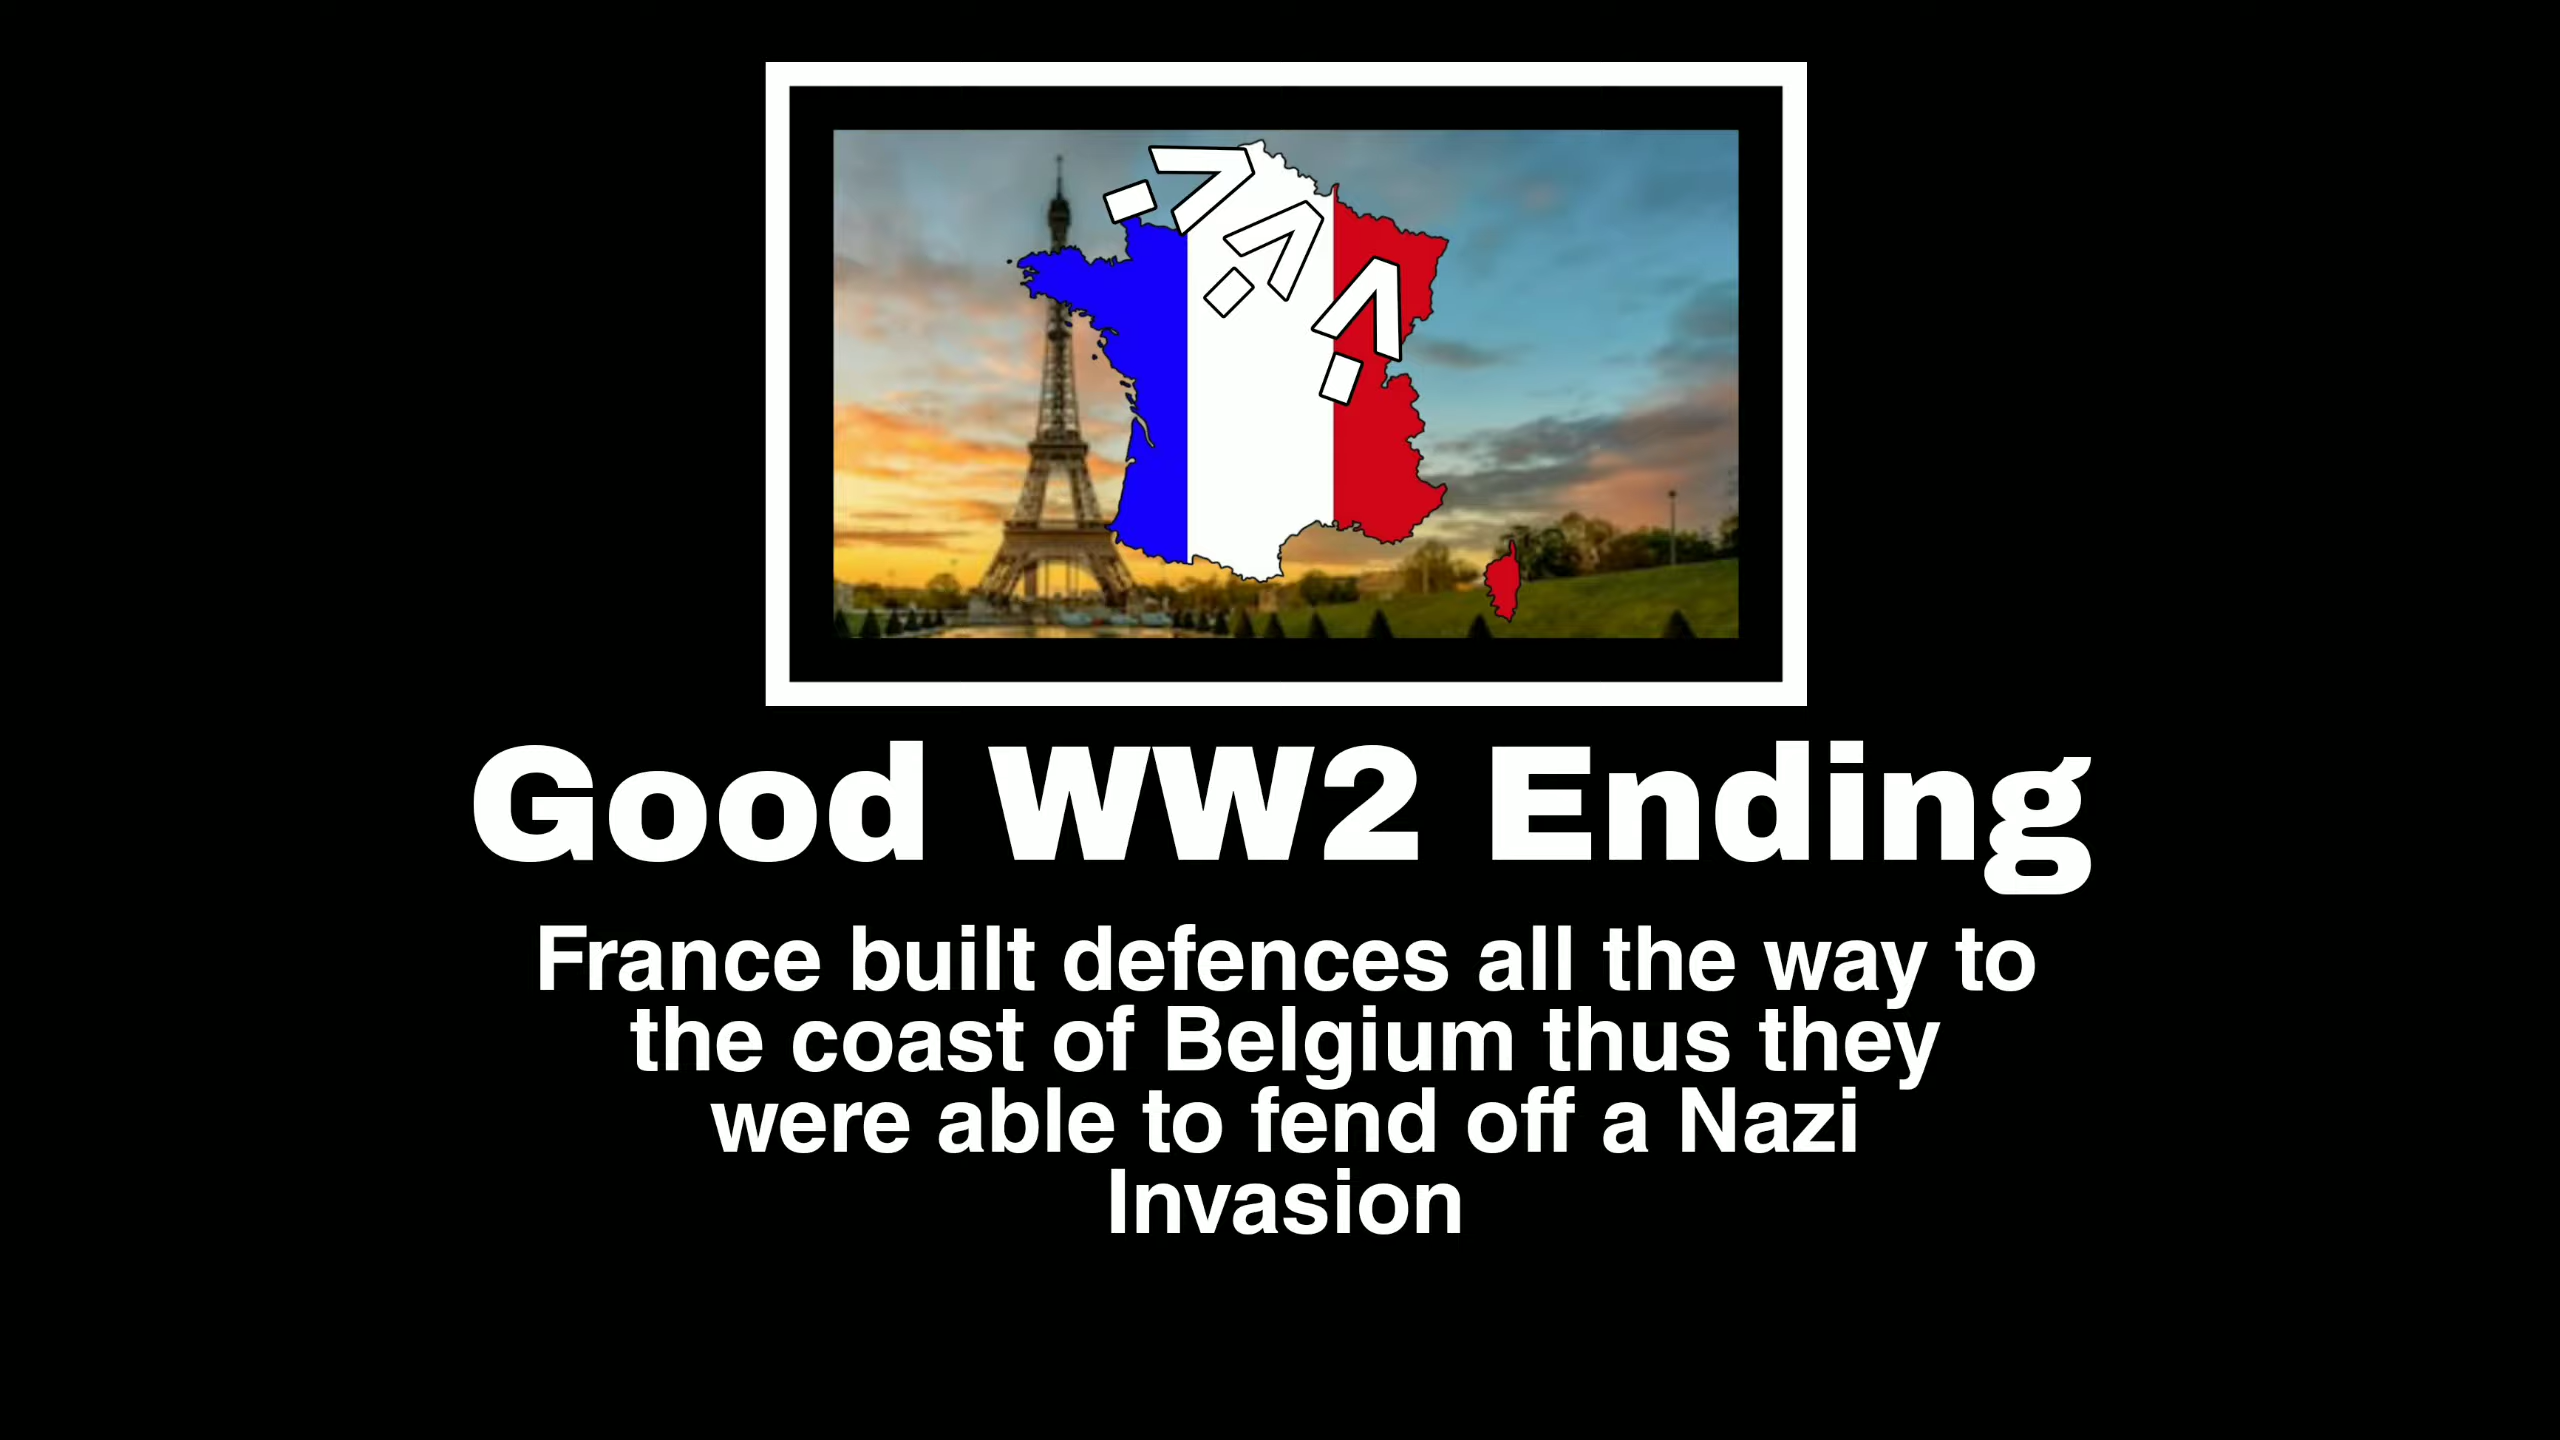 Good WW2 Ending
France built defences all the way to
the coast of Belgium thus they
were able to fend off a Nazi
Invasion